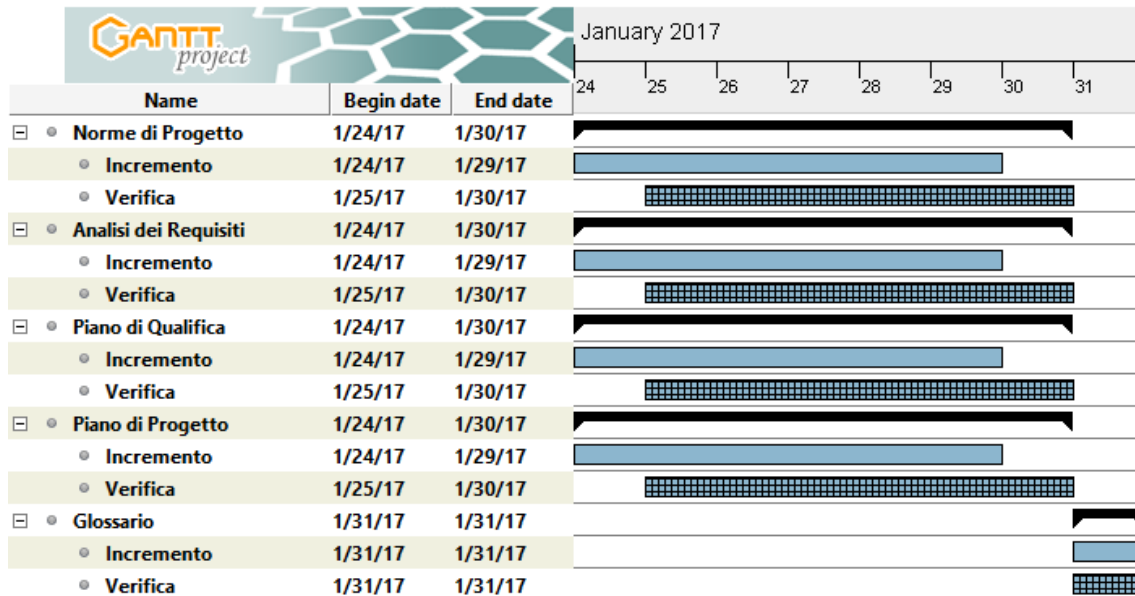 GANTT project
January 2017
24 25 26 27 28 29 30 31
Name Begin date End date
Norme di Progetto 1/24/17 1/30/17
Incremento 1/24/17 1/29/17
Verifica 1/25/17 1/30/17
Analisi dei Requisiti 1/24/17 1/30/17
Incremento 1/24/17 1/29/17
Verifica 1/25/17 1/30/17
Piano di Qualifica 1/24/17 1/30/17
Incremento 1/24/17 1/29/17
Verifica 1/25/17 1/30/17
Piano di Progetto 1/24/17 1/30/17
Incremento 1/24/17 1/29/17
Verifica 1/25/17 1/30/17
Glossario 1/31/17 1/31/17
Incremento 1/31/17 1/31/17
Verifica 1/31/17 1/31/17